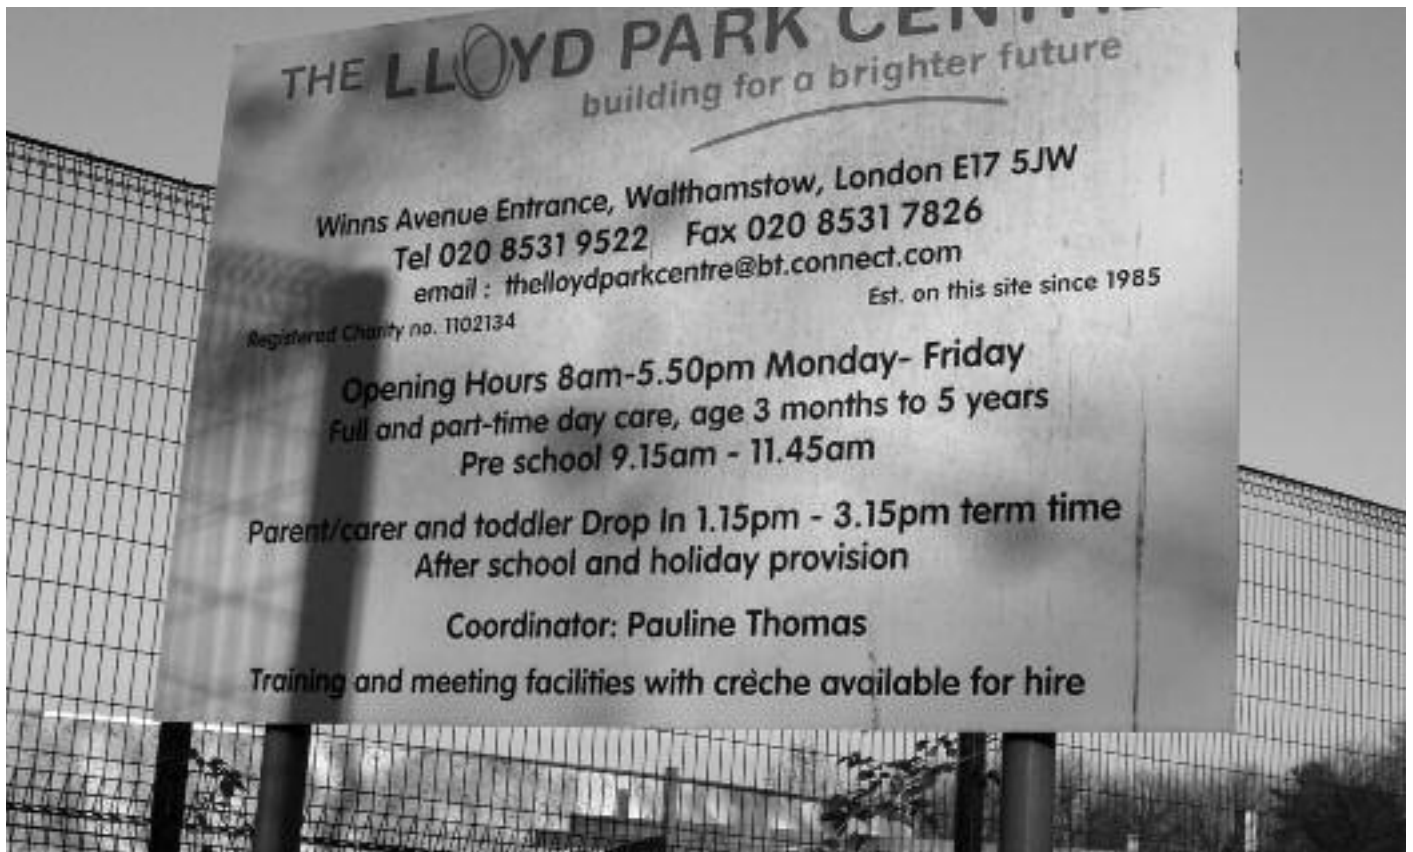 THE LLOYD PARK CENTRE
building for a brighter future
Winns Avenue Entrance, Walthamstow, London E17 5JW
Tel 020 8531 9522 Fax 020 8531 7826
email : thelloydparkcentre@bt.connect.com
Est. on this site since 1985
Registered Charity no. 1102134
Opening Hours 8am-5.50pm Monday- Friday
Full and part-time day care, age 3 months to 5 years
Pre school 9.15am - 11.45am
Parent/carer and toddler Drop In 1.15pm - 3.15pm term time
After school and holiday provision
Coordinator: Pauline Thomas
Training and meeting facilities with crèche available for hire